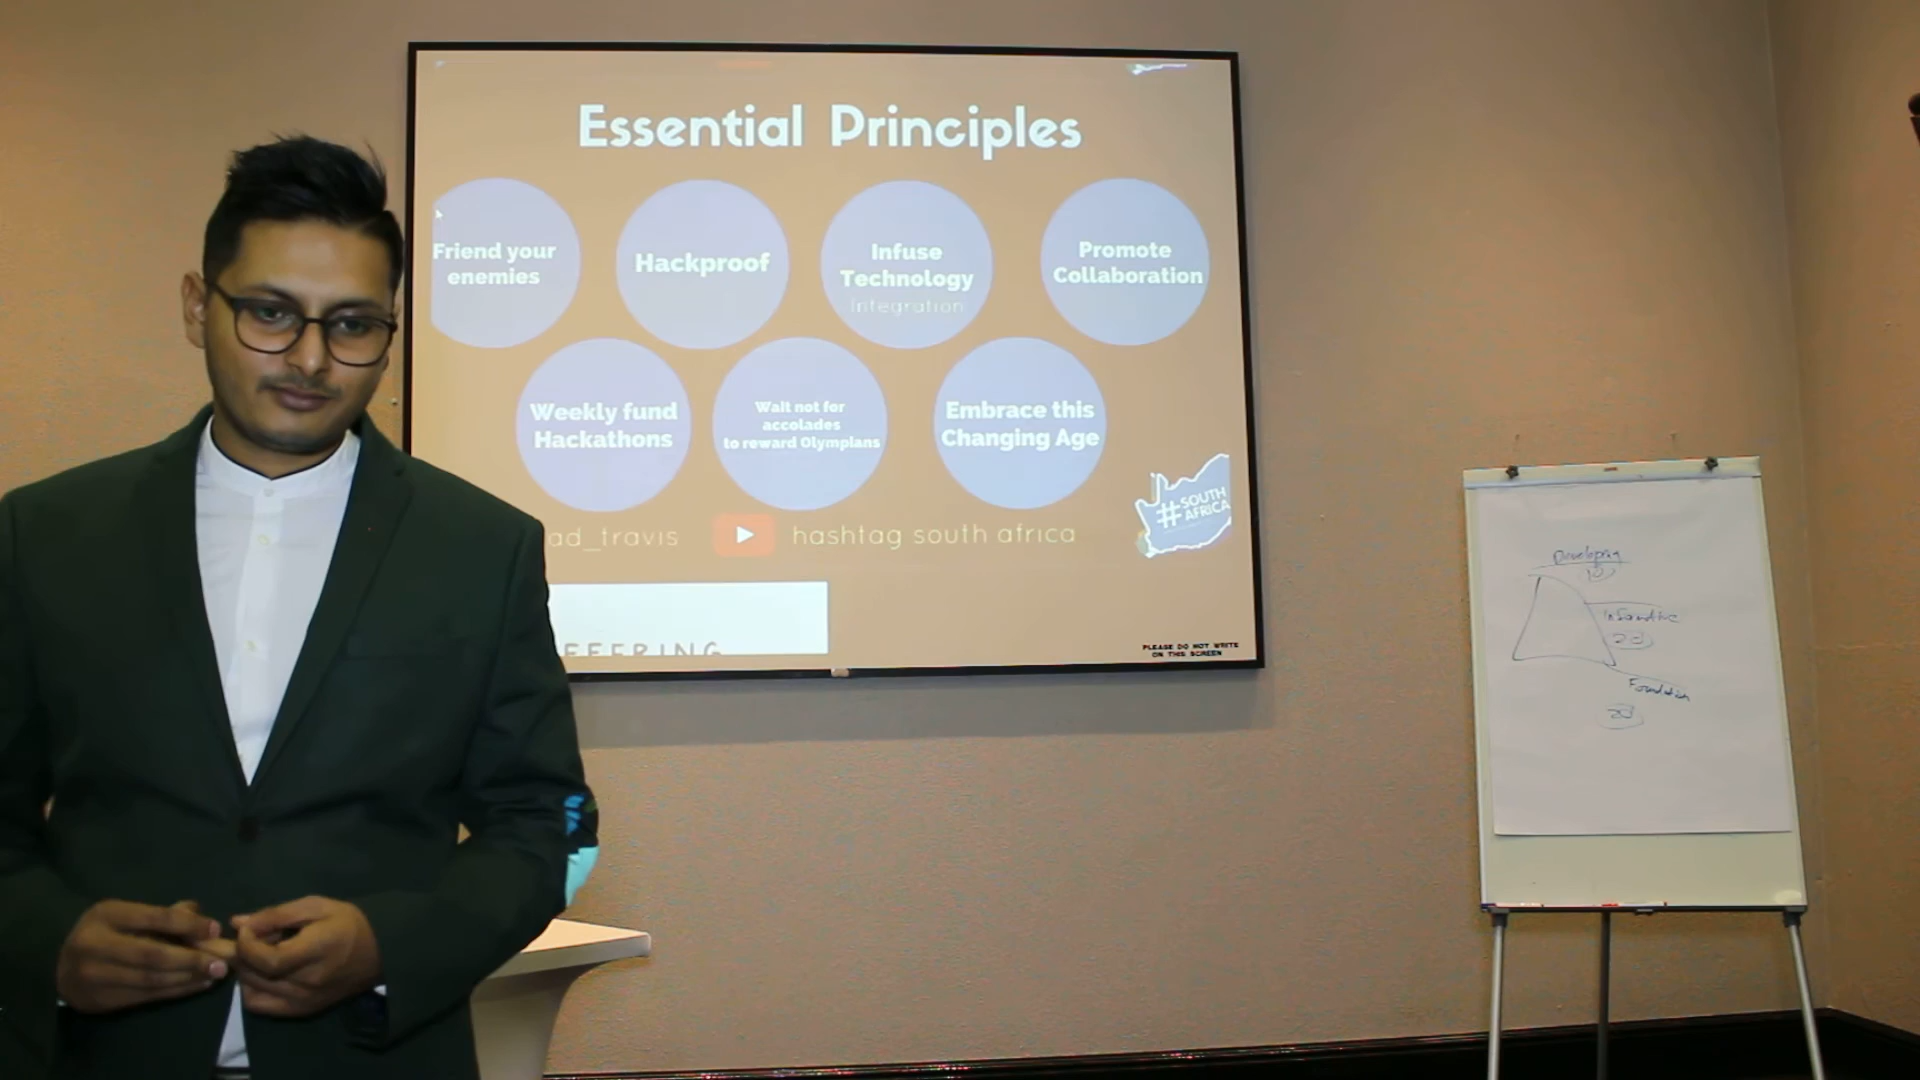 Essential Principles
Friend your
enemies
Hackproof
Infuse
Technology
Integration
Promote
Collaboration
Weekly fund
Hackathons
Wait not for
accolades
to reward Olympians
Embrace this
Changing Age
#SOUTH
AFRICA
ad_travis
hashtag south africa
FFERING
PLEASE DO NOT WRITE
ON THIS SCREEN
Developing
Foundation